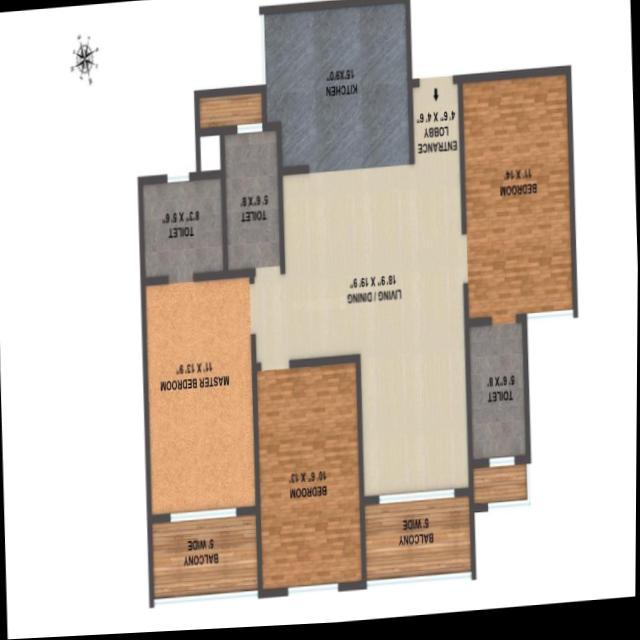 BALCONY
5' WIDE
BALCONY
5' WIDE
BEDROOM
10'6" X 13'
TOILET
5'6"X8'
MASTER BEDROOM
11' X 13'9"
LIVING / DINING
18'9" X 19'9"
TOILET
8'3" X 5'6"
TOILET
5'6"X8'
BEDROOM
11' X 14'
ENTRANCE
LOBBY
4'6" X 4'6"
KITCHEN
15'X9'0"